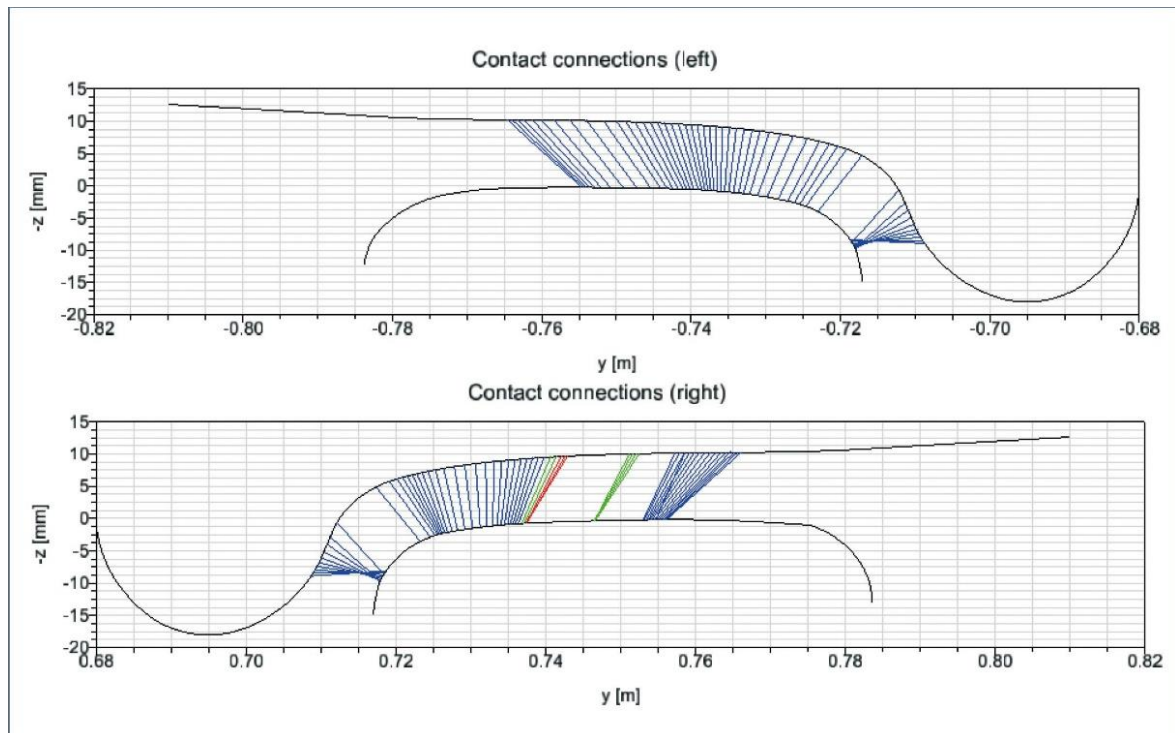 Contact connections (left)
15
10
5
0
-5
-10
-15
-20
-z [mm]
-0.82 -0.80 -0.78 -0.76 -0.74 -0.72 -0.70 -0.68
y [m]
Contact connections (right)
15
10
5
0
-5
-10
-15
-20
-z [mm]
0.68 0.70 0.72 0.74 0.76 0.78 0.80 0.82
y [m]